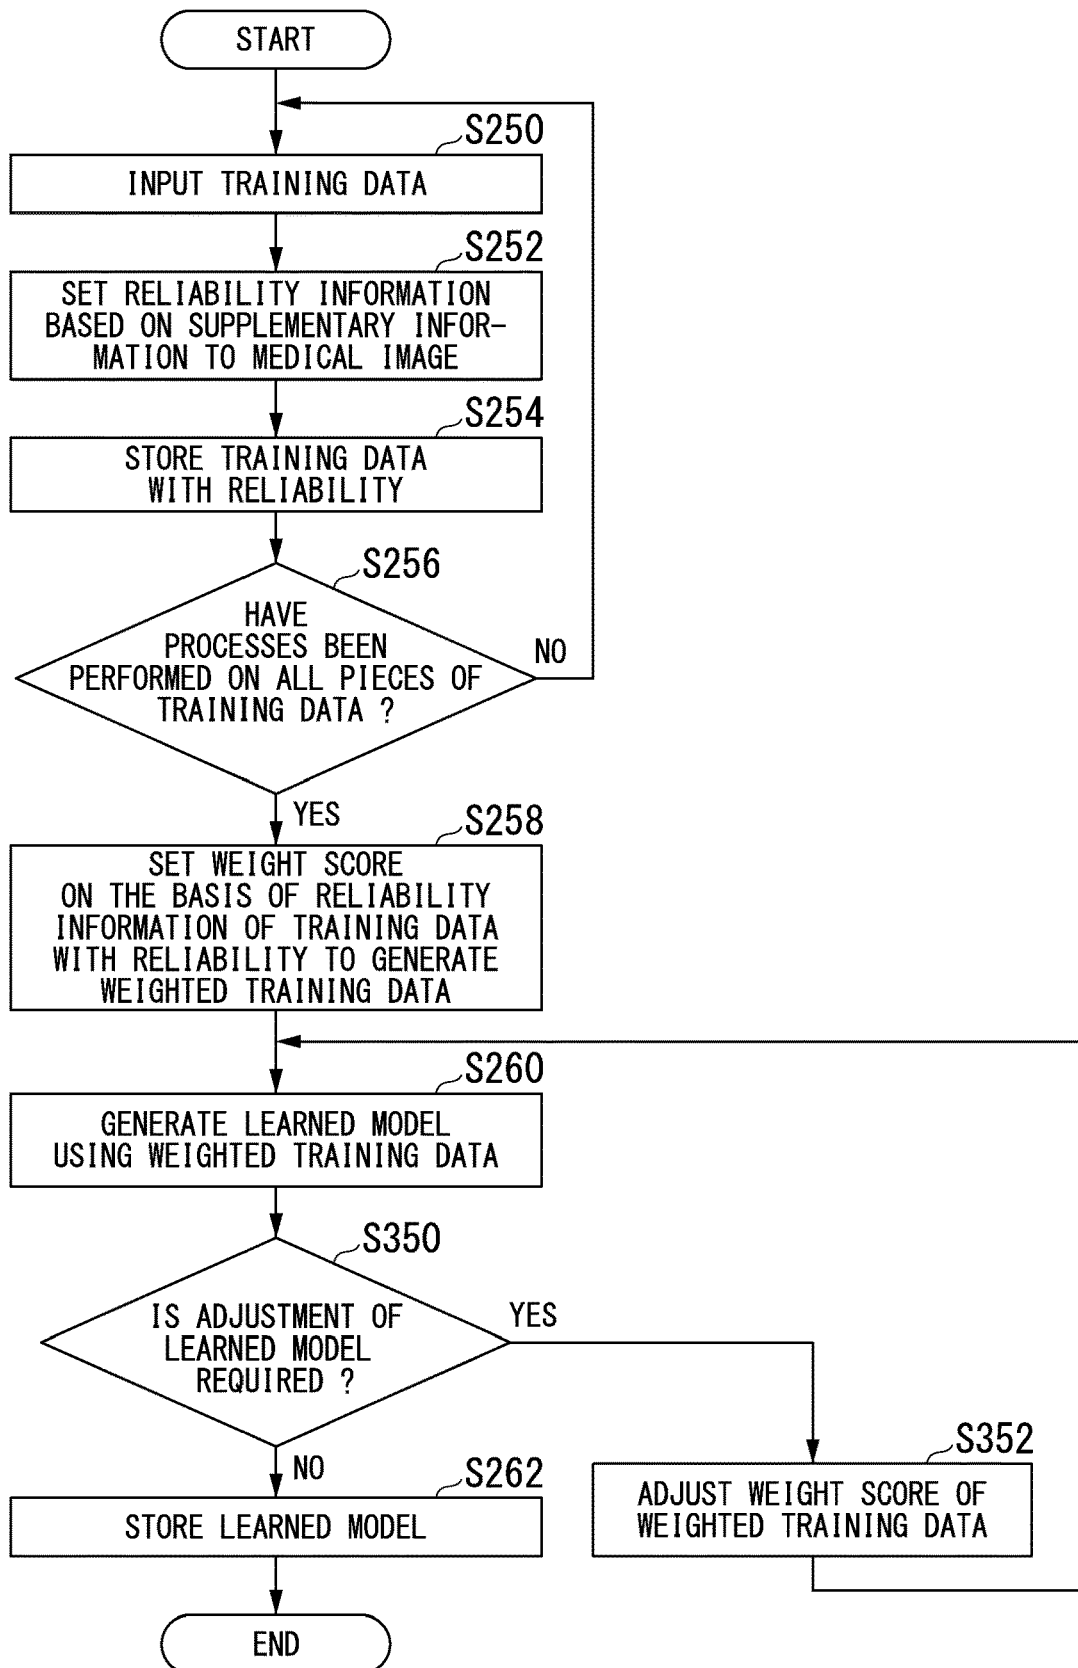 START
S250
INPUT TRAINING DATA
S252
SET RELIABILITY INFORMATION
BASED ON SUPPLEMENTARY INFOR-
MATION TO MEDICAL IMAGE
S254
STORE TRAINING DATA
WITH RELIABILITY
S256
HAVE
PROCESSES BEEN
PERFORMED ON ALL PIECES OF
TRAINING DATA ?
NO
YES
S258
SET WEIGHT SCORE
ON THE BASIS OF RELIABILITY
INFORMATION OF TRAINING DATA
WITH RELIABILITY TO GENERATE
WEIGHTED TRAINING DATA
S260
GENERATE LEARNED MODEL
USING WEIGHTED TRAINING DATA
S350
IS ADJUSTMENT OF
LEARNED MODEL
REQUIRED ?
YES
NO
S352
ADJUST WEIGHT SCORE OF
WEIGHTED TRAINING DATA
S262
STORE LEARNED MODEL
END